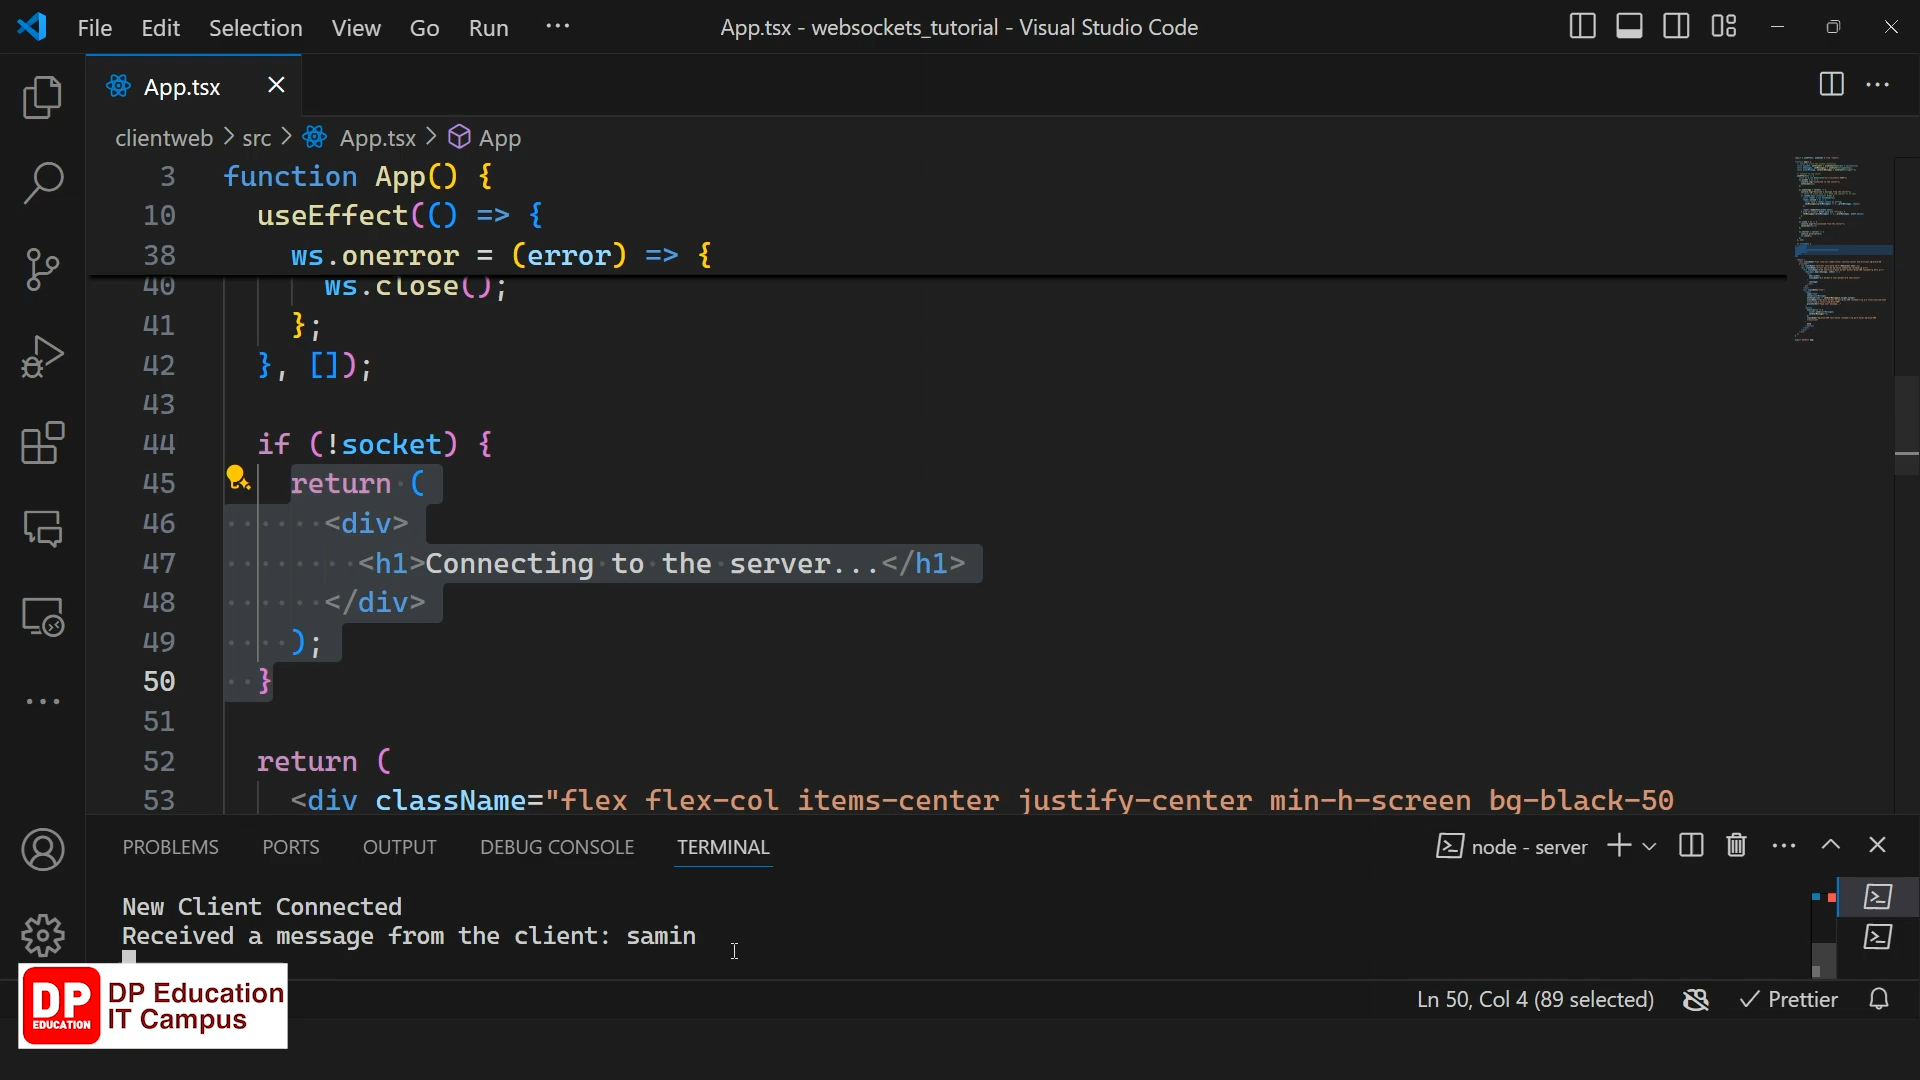 File Edit Selection View Go Run ··· App.tsx - websockets_tutorial - Visual Studio Code
App.tsx
clientweb > src > App.tsx > App
3 function App() {
10 useEffect(() => {
38 ws.onerror = (error) => {
40 ws.close();
41 };
42 }, []);
43
44 if (!socket) {
45 return (
46 <div>
47 <h1>Connecting to the server...</h1>
48 </div>
49 );
50 }
51
52 return (
53 <div className="flex flex-col items-center justify-center min-h-screen bg-black-50
PROBLEMS PORTS OUTPUT DEBUG CONSOLE TERMINAL node - server
New Client Connected
Received a message from the client: samin
Ln 50, Col 4 (89 selected) Prettier
DP EDUCATION
DP Education
IT Campus